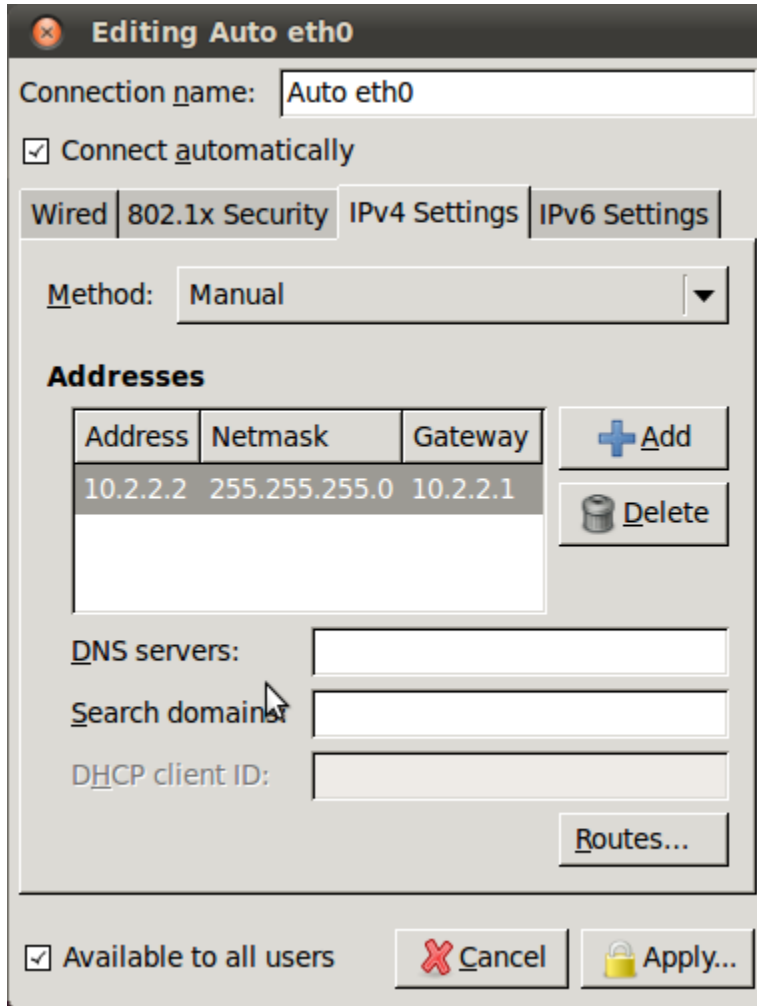 Editing Auto eth0
Connection name: Auto eth0
Connect automatically
Wired 802.1x Security IPv4 Settings IPv6 Settings
Method: Manual
Addresses
Address Netmask Gateway Add
10.2.2.2 255.255.255.0 10.2.2.1
Delete
DNS servers:
Search domains:
DHCP client ID:
Routes...
Available to all users Cancel Apply...